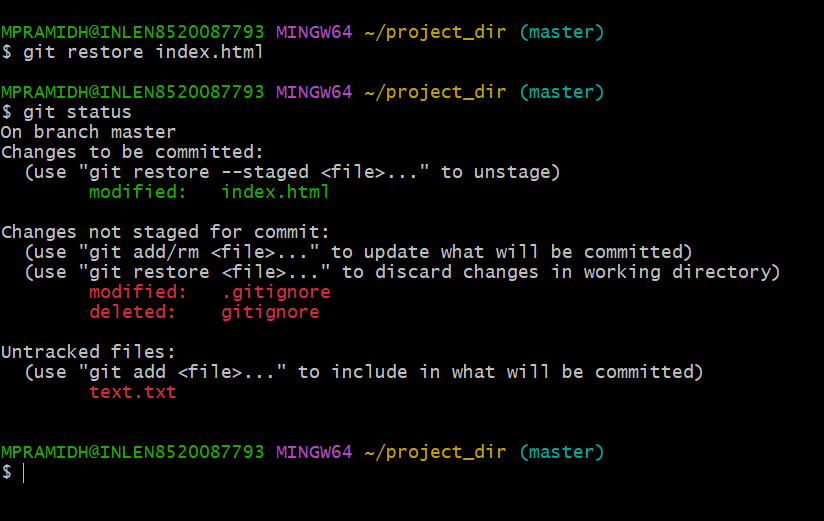 MPRAMIDH@INLEN8520087793 MINGW64 ~/project_dir (master)
$ git restore index.html
MPRAMIDH@INLEN8520087793 MINGW64 ~/project_dir (master)
$ git status
On branch master
Changes to be committed:
  (use "git restore --staged <file>..." to unstage)
        modified:   index.html
Changes not staged for commit:
  (use "git add/rm <file>..." to update what will be committed)
  (use "git restore <file>..." to discard changes in working directory)
        modified:   .gitignore
        deleted:    gitignore
Untracked files:
  (use "git add <file>..." to include in what will be committed)
        text.txt
MPRAMIDH@INLEN8520087793 MINGW64 ~/project_dir (master)
$